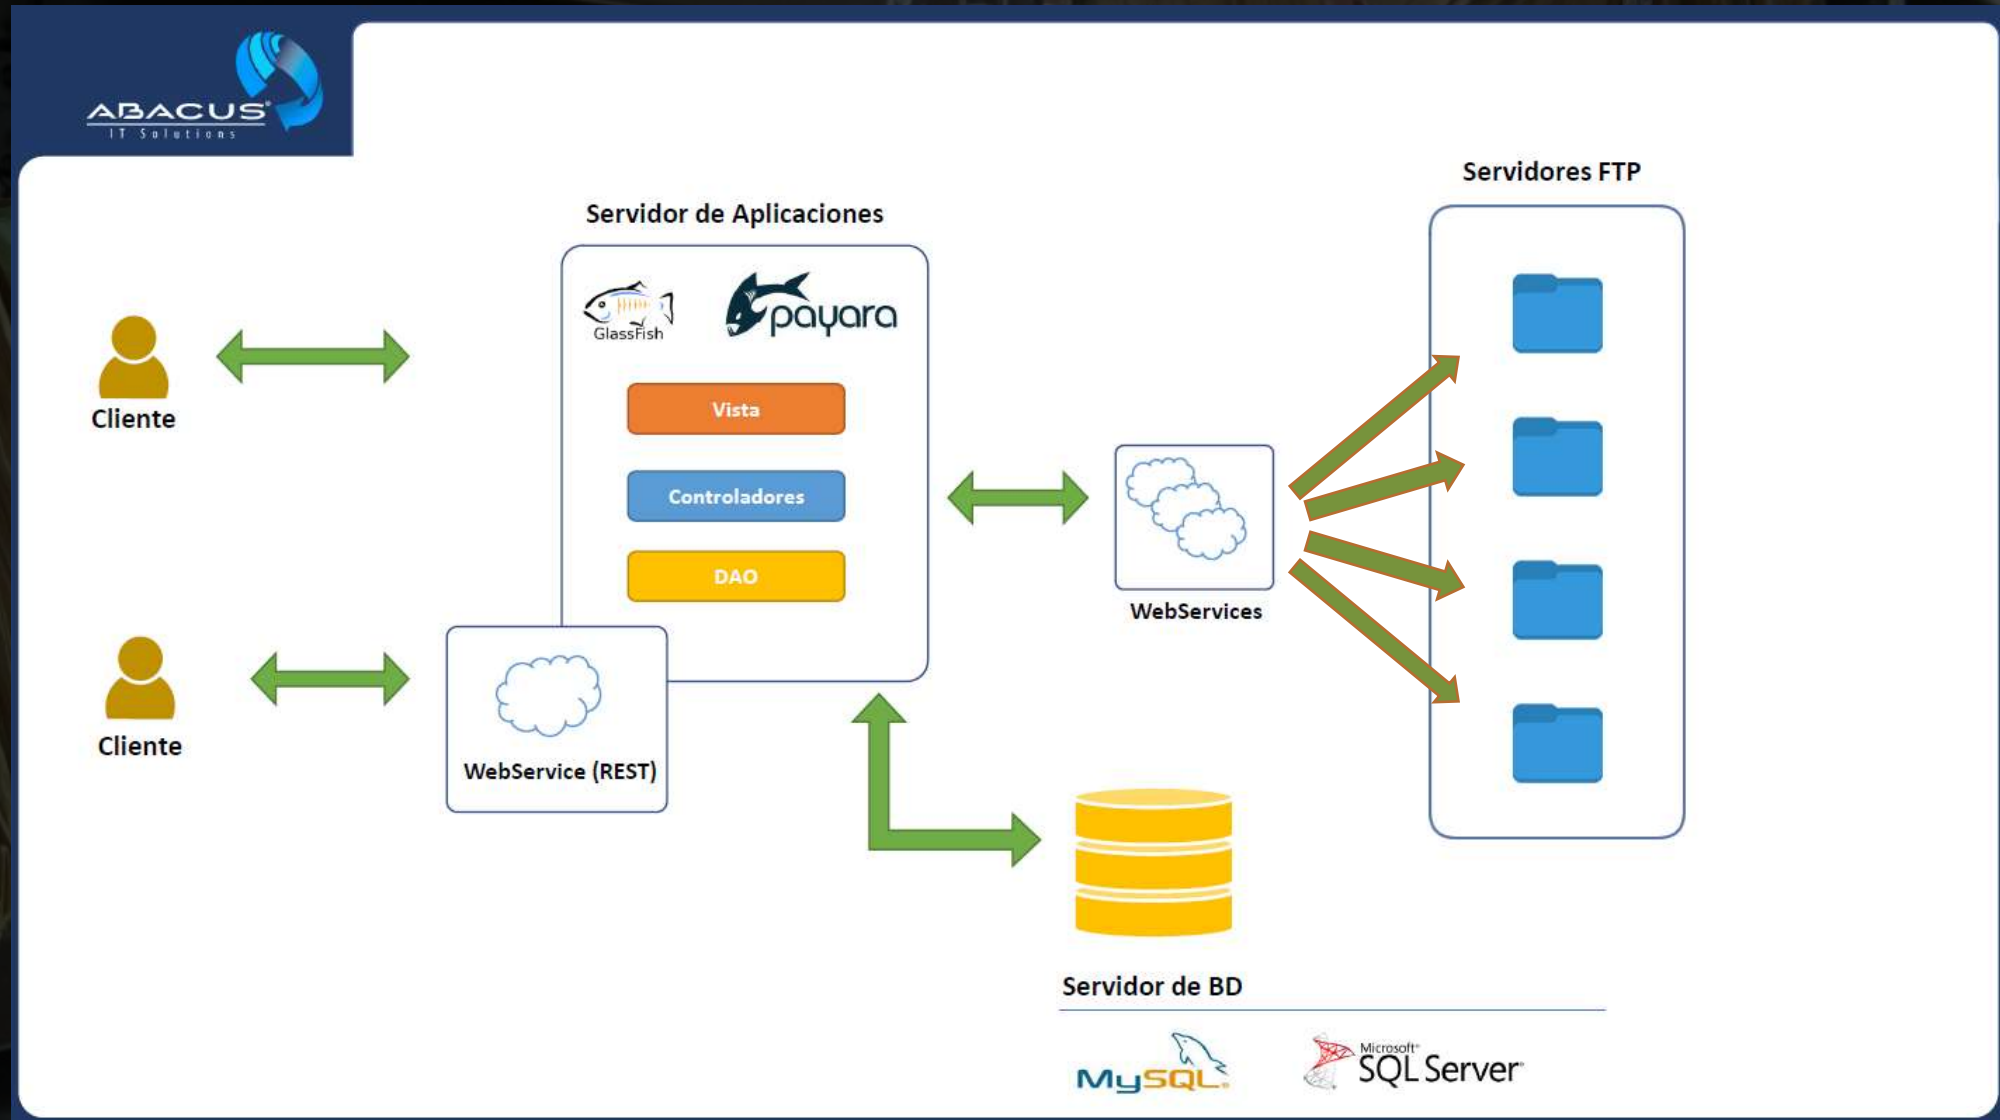 ABACUS
IT Solutions
Servidores FTP
Servidor de Aplicaciones
GlassFish
payara
Vista
Cliente
Controladores
DAO
WebServices
WebService (REST)
Cliente
Servidor de BD
MySQL
Microsoft
SQL Server